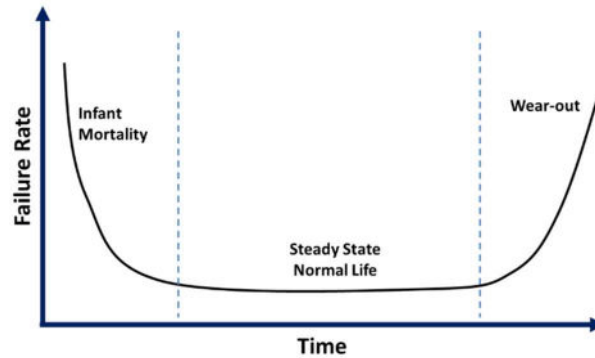 Failure Rate
Infant
Mortality
Wear-out
Steady State
Normal Life
Time